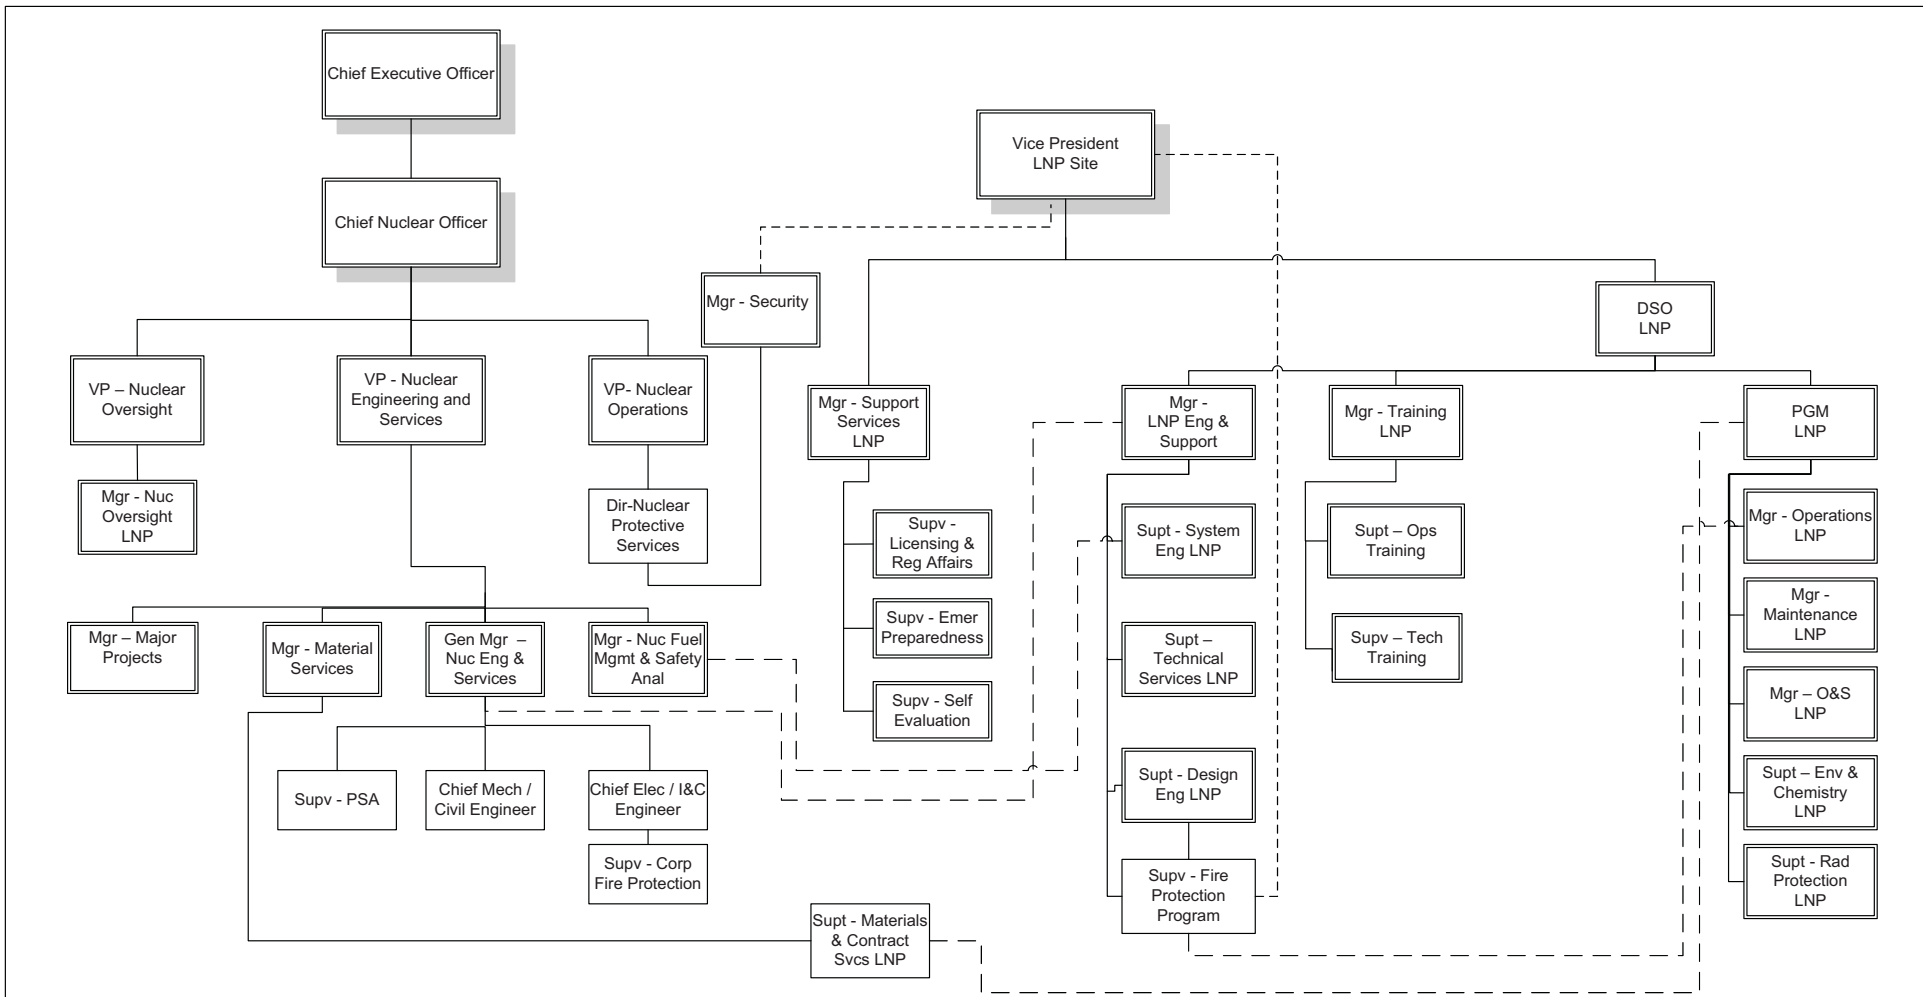 Chief Executive Officer
Chief Nuclear Officer
VP – Nuclear
Oversight
VP - Nuclear
Engineering and
Services
VP- Nuclear
Operations
Mgr - Nuc
Oversight
LNP
Dir-Nuclear
Protective
Services
Mgr - Security
Mgr – Major
Projects
Mgr - Material
Services
Gen Mgr –
Nuc Eng &
Services
Mgr - Nuc Fuel
Mgmt & Safety
Anal
Supv - PSA
Chief Mech /
Civil Engineer
Chief Elec / I&C
Engineer
Supv - Corp
Fire Protection
Supt - Materials
& Contract
Svcs LNP
Vice President
LNP Site
DSO
LNP
Mgr - Support
Services
LNP
Mgr -
LNP Eng &
Support
Mgr - Training
LNP
PGM
LNP
Supv -
Licensing &
Reg Affairs
Supv - Emer
Preparedness
Supv - Self
Evaluation
Supt - System
Eng LNP
Supt –
Technical
Services LNP
Supt - Design
Eng LNP
Supv - Fire
Protection
Program
Supt – Ops
Training
Supv – Tech
Training
Mgr - Operations
LNP
Mgr -
Maintenance
LNP
Mgr – O&S
LNP
Supt – Env &
Chemistry
LNP
Supt - Rad
Protection
LNP